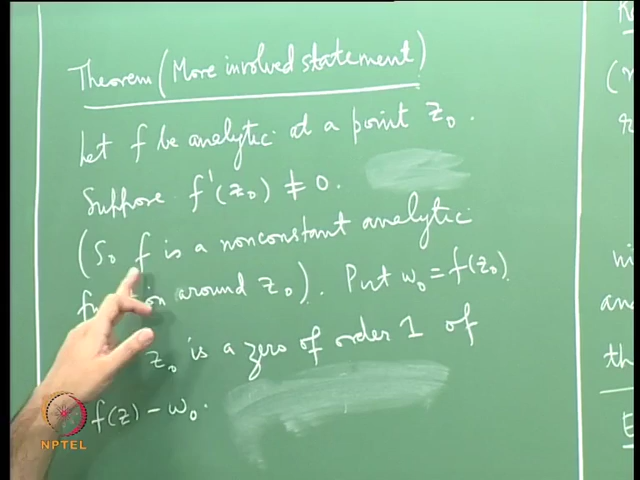 Theorem (More involved statement)
Let f be analytic at a point z₀.
Suppose f'(z₀) ≠ 0.
(So f is a nonconstant analytic
around z₀). Put w₀ = f(z₀).
z₀ is a zero of order 1 of
f(z) - w₀.
NPTEL